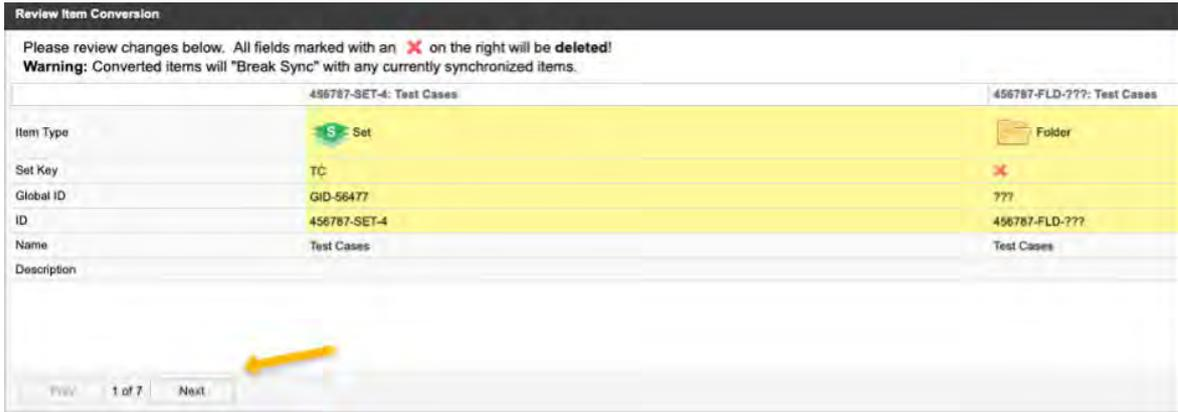 Review Item Conversion
Please review changes below. All fields marked with an ❌ on the right will be deleted!
Warning: Converted items will "Break Sync" with any currently synchronized items.
456787-SET-4: Test Cases 456787-FLD-???: Test Cases
Item Type S Set Folder
Set Key TC
Global ID GID-56477 ???
ID 456787-SET-4 456787-FLD-???
Name Test Cases Test Cases
Description
Prev 1 of 7 Next